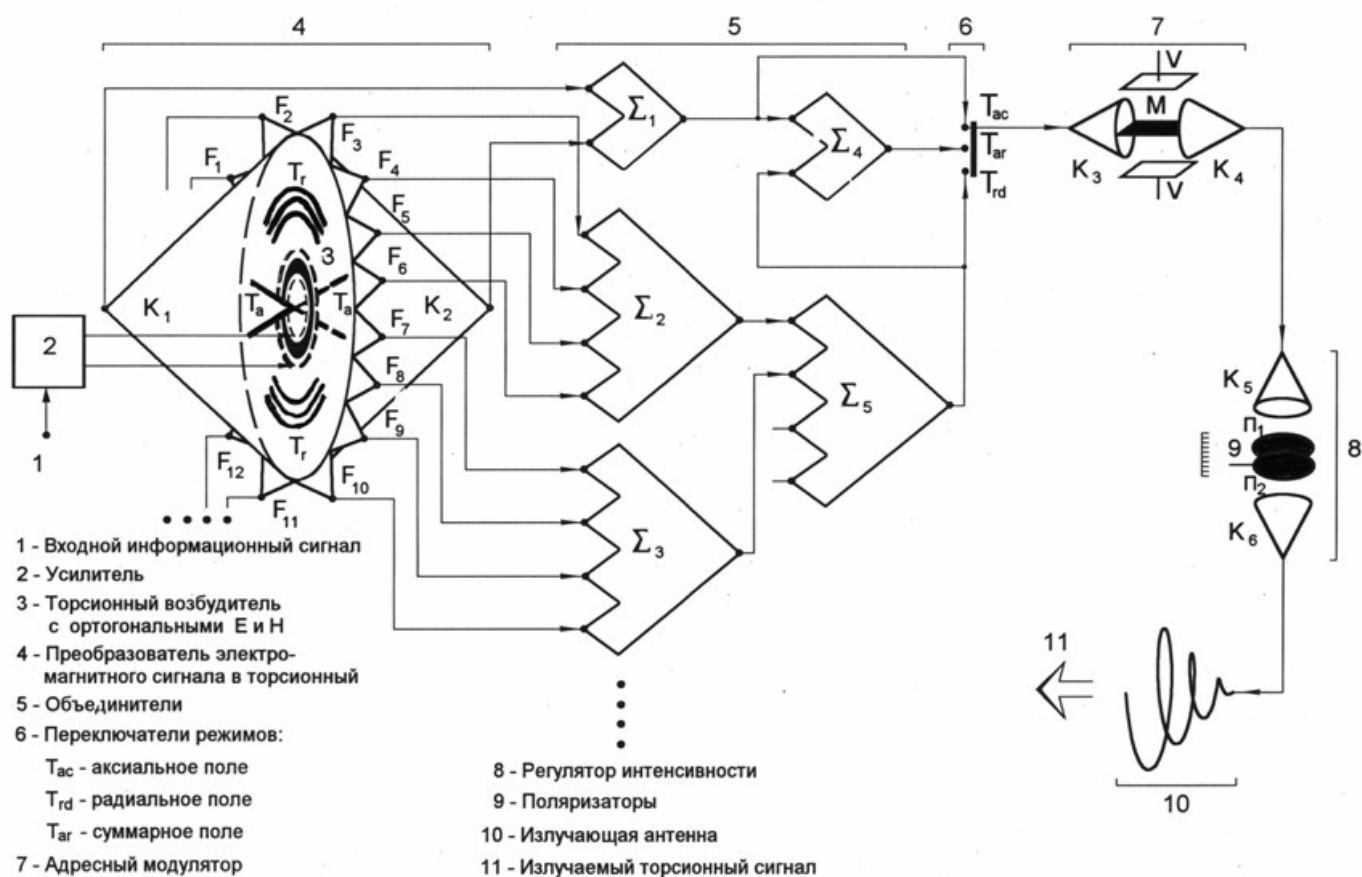 4
5
6
7
F₂
F₃
F₁
F₄
F₅
F₆
F₇
F₈
F₉
F₁₀
F₁₁
F₁₂
Tᵣ
3
Tₐ
Tₐ
Tᵣ
K₁
K₂
2
1
Σ₁
Σ₂
Σ₃
Σ₄
Σ₅
Tac
Tar
Trd
V
M
K₃
K₄
V
K₅
П₁
9
П₂
K₆
8
11
10
1 - Входной информационный сигнал
2 - Усилитель
3 - Торсионный возбудитель
с ортогональными E и H
4 - Преобразователь электро-
магнитного сигнала в торсионный
5 - Объединители
6 - Переключатели режимов:
Tac - аксиальное поле
Trd - радиальное поле
Tar - суммарное поле
7 - Адресный модулятор
8 - Регулятор интенсивности
9 - Поляризаторы
10 - Излучающая антенна
11 - Излучаемый торсионный сигнал